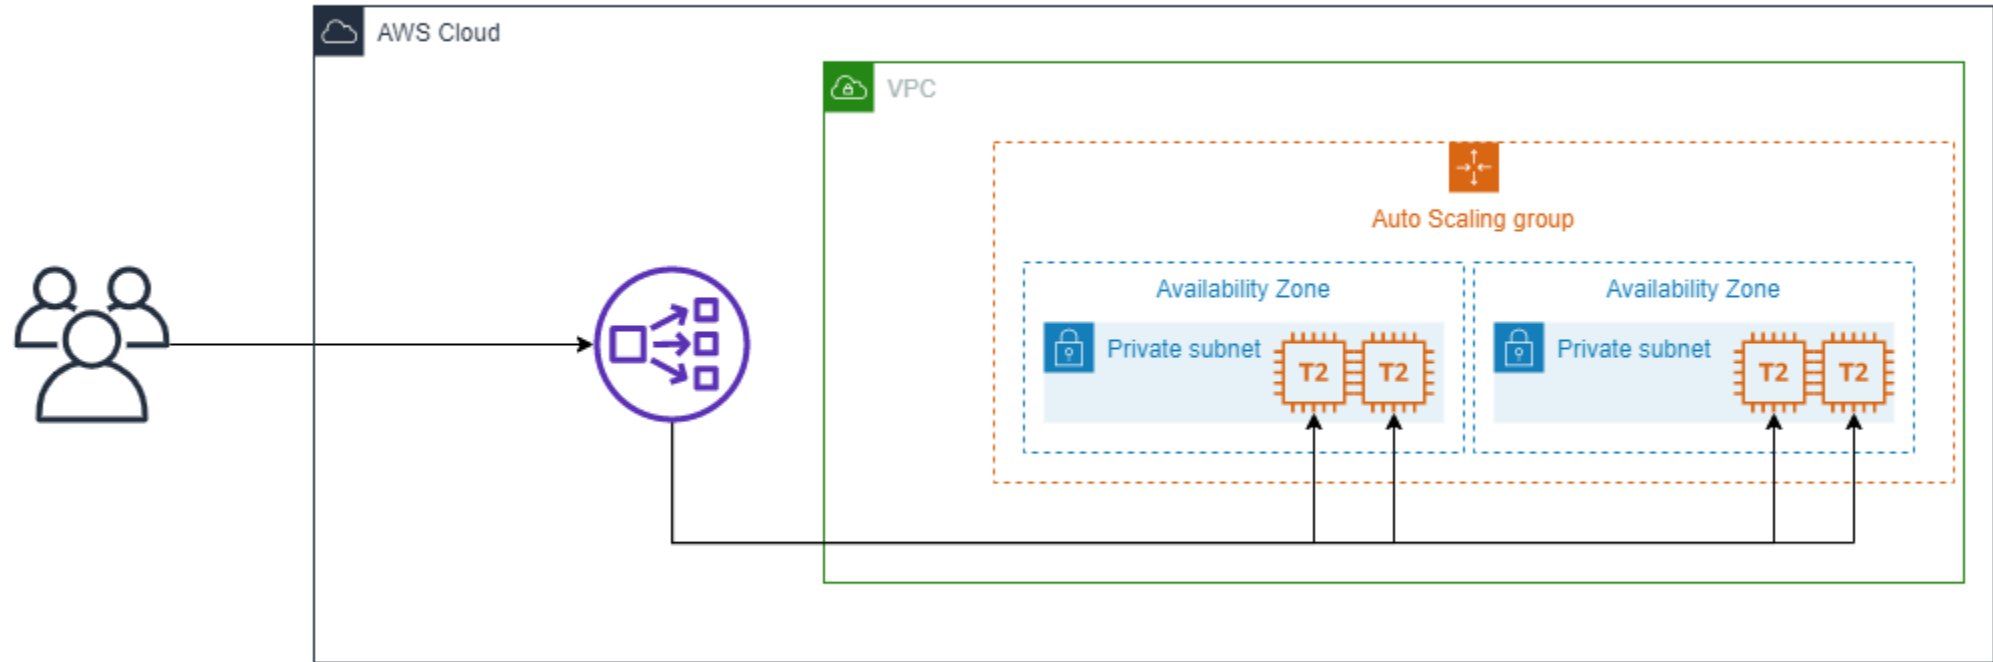 AWS Cloud
VPC
Auto Scaling group
Availability Zone
Availability Zone
Private subnet
T2
T2
Private subnet
T2
T2